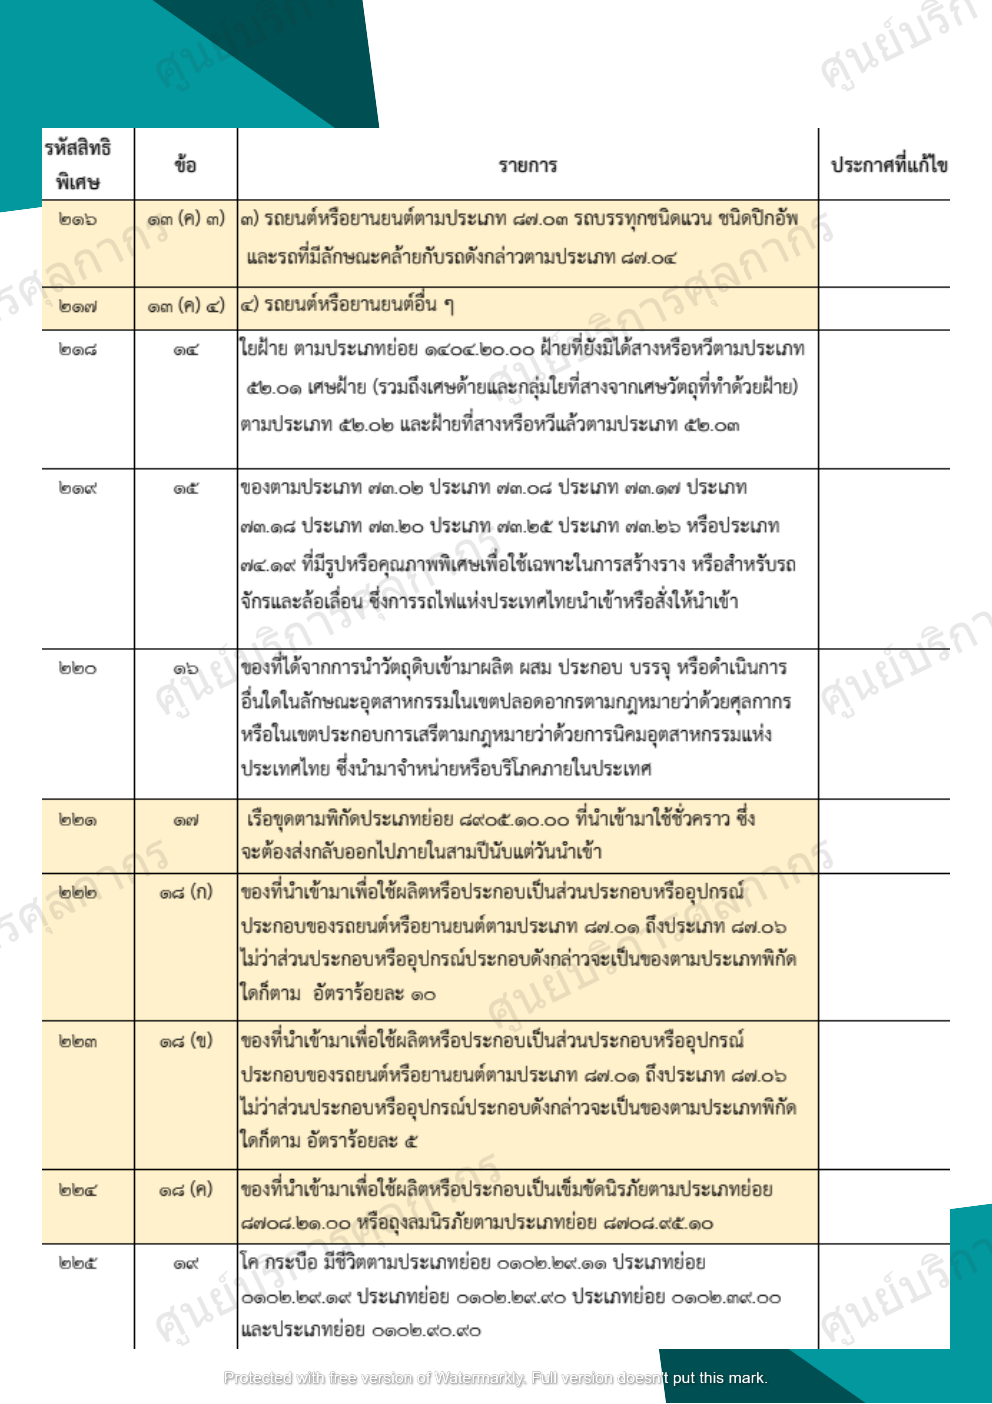 รหัสสิทธิ
พิเศษ
ข้อ
รายการ
ประกาศที่แก้ไข
๒๑๖ ๑๓ (ค) ๓) ๓) รถยนต์หรือยานยนต์ตามประเภท ๘๗.๐๓ รถบรรทุกชนิดแวน ชนิดปิกอัพ
และรถที่มีลักษณะคล้ายกับรถดังกล่าวตามประเภท ๘๗.๐๔
๒๑๗ ๑๓ (ค) ๔) ๔) รถยนต์หรือยานยนต์อื่น ๆ
๒๑๘ ๑๔ ใยฝ้าย ตามประเภทย่อย ๑๔๐๔.๒๐.๐๐ ฝ้ายที่ยังมิได้สางหรือหวีตามประเภท
๕๒.๐๑ เศษฝ้าย (รวมถึงเศษด้ายและกลุ่มใยที่สางจากเศษวัตถุที่ทำด้วยฝ้าย)
ตามประเภท ๕๒.๐๒ และฝ้ายที่สางหรือหวีแล้วตามประเภท ๕๒.๐๓
๒๑๙ ๑๕ ของตามประเภท ๗๓.๐๒ ประเภท ๗๓.๐๘ ประเภท ๗๓.๑๗ ประเภท
๗๓.๑๘ ประเภท ๗๓.๒๐ ประเภท ๗๓.๒๕ ประเภท ๗๓.๒๖ หรือประเภท
๗๔.๑๙ ที่มีรูปหรือคุณภาพพิเศษเพื่อใช้เฉพาะในการสร้างราง หรือสำหรับรถ
จักรและล้อเลื่อน ซึ่งการรถไฟแห่งประเทศไทยนำเข้าหรือสั่งให้นำเข้า
๒๒๐ ๑๖ ของที่ได้จากการนำวัตถุดิบเข้ามาผลิต ผสม ประกอบ บรรจุ หรือดำเนินการ
อื่นใดในลักษณะอุตสาหกรรมในเขตปลอดอากรตามกฎหมายว่าด้วยศุลกากร
หรือในเขตประกอบการเสรีตามกฎหมายว่าด้วยการนิคมอุตสาหกรรมแห่ง
ประเทศไทย ซึ่งนำมาจำหน่ายหรือบริโภคภายในประเทศ
๒๒๑ ๑๗ เรือขุดตามพิกัดประเภทย่อย ๘๙๐๕.๑๐.๐๐ ที่นำเข้ามาใช้ชั่วคราว ซึ่ง
จะต้องส่งกลับออกไปภายในสามปีนับแต่วันนำเข้า
๒๒๒ ๑๘ (ก) ของที่นำเข้ามาเพื่อใช้ผลิตหรือประกอบเป็นส่วนประกอบหรืออุปกรณ์
ประกอบของรถยนต์หรือยานยนต์ตามประเภท ๘๗.๐๑ ถึงประเภท ๘๗.๐๖
ไม่ว่าส่วนประกอบหรืออุปกรณ์ประกอบดังกล่าวจะเป็นของตามประเภทพิกัด
ใดก็ตาม อัตราร้อยละ ๑๐
๒๒๓ ๑๘ (ข) ของที่นำเข้ามาเพื่อใช้ผลิตหรือประกอบเป็นส่วนประกอบหรืออุปกรณ์
ประกอบของรถยนต์หรือยานยนต์ตามประเภท ๘๗.๐๑ ถึงประเภท ๘๗.๐๖
ไม่ว่าส่วนประกอบหรืออุปกรณ์ประกอบดังกล่าวจะเป็นของตามประเภทพิกัด
ใดก็ตาม อัตราร้อยละ ๕
๒๒๔ ๑๘ (ค) ของที่นำเข้ามาเพื่อใช้ผลิตหรือประกอบเป็นเข็มขัดนิรภัยตามประเภทย่อย
๘๗๐๘.๒๑.๐๐ หรือถุงลมนิรภัยตามประเภทย่อย ๘๗๐๘.๙๕.๑๐
๒๒๕ ๑๙ โค กระบือ มีชีวิตตามประเภทย่อย ๐๑๐๒.๒๙.๑๑ ประเภทย่อย
๐๑๐๒.๒๙.๑๙ ประเภทย่อย ๐๑๐๒.๒๙.๙๐ ประเภทย่อย ๐๑๐๒.๓๙.๐๐
และประเภทย่อย ๐๑๐๒.๙๐.๙๐
ศูนย์บริการศุลกากร
Protected with free version of Watermarkly. Full version doesn't put this mark.